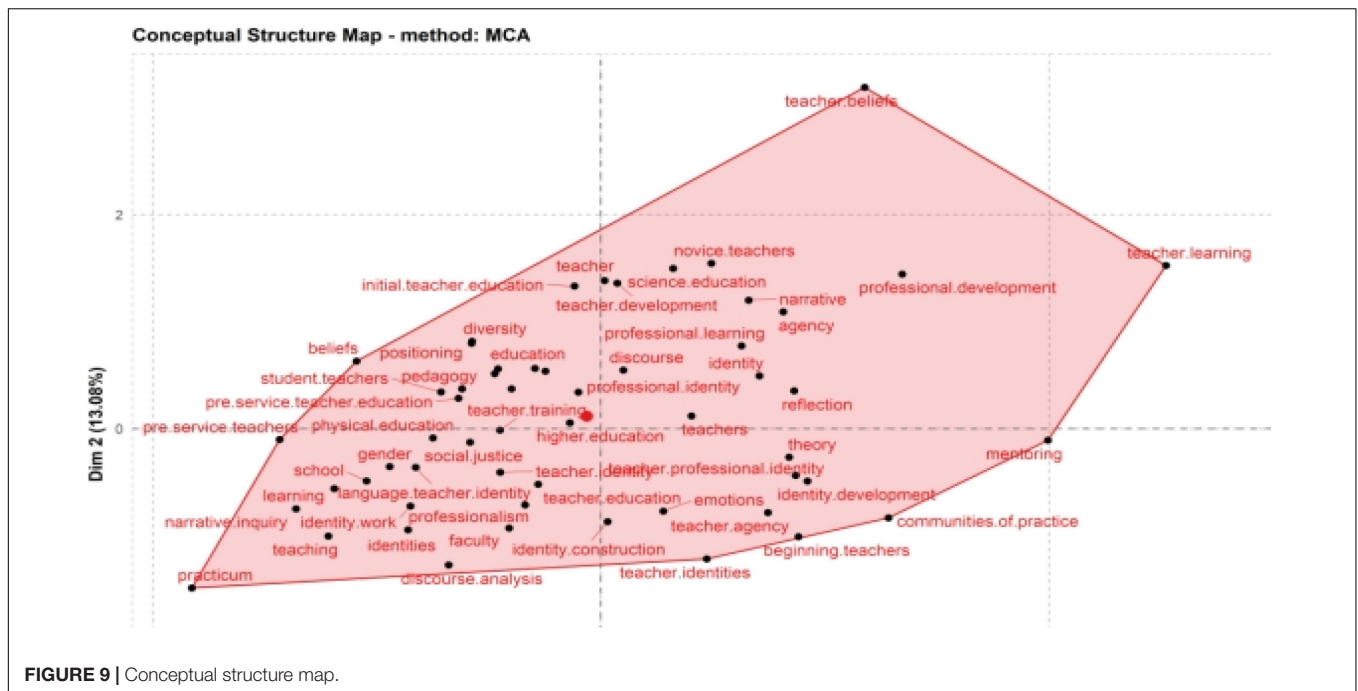 Conceptual Structure Map - method: MCA
teacher.beliefs
2
teacher.learning
novice.teachers
teacher
science.education
initial.teacher.education
professional.development
teacher.development
narrative
agency
diversity
professional.learning
beliefs
positioning
education
discourse
identity
student.teachers
pedagogy
professional.identity
pre.service.teacher.education
reflection
teacher.training
pre.service.teachers
physical.education
0
higher.education
teachers
theory
mentoring
gender
social.justice
school
teacher.identity
teacher.professional.identity
learning
language.teacher.identity
teacher.education
emotions
identity.development
narrative.inquiry
identity.work
professionalism
teacher.agency
communities.of.practice
teaching
identities
faculty
identity.construction
beginning.teachers
practicum
discourse.analysis
teacher.identities
Dim 2 (13.08%)
FIGURE 9 | Conceptual structure map.